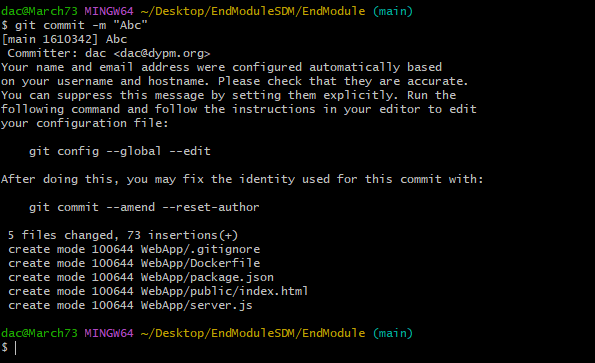 dac@March73 MINGW64 ~/Desktop/EndModuleSDM/EndModule (main)
$ git commit -m "Abc"
[main 1610342] Abc
 Committer: dac <dac@dypm.org>
Your name and email address were configured automatically based
on your username and hostname. Please check that they are accurate.
You can suppress this message by setting them explicitly. Run the
following command and follow the instructions in your editor to edit
your configuration file:

    git config --global --edit

After doing this, you may fix the identity used for this commit with:

    git commit --amend --reset-author

 5 files changed, 73 insertions(+)
 create mode 100644 WebApp/.gitignore
 create mode 100644 WebApp/Dockerfile
 create mode 100644 WebApp/package.json
 create mode 100644 WebApp/public/index.html
 create mode 100644 WebApp/server.js

dac@March73 MINGW64 ~/Desktop/EndModuleSDM/EndModule (main)
$